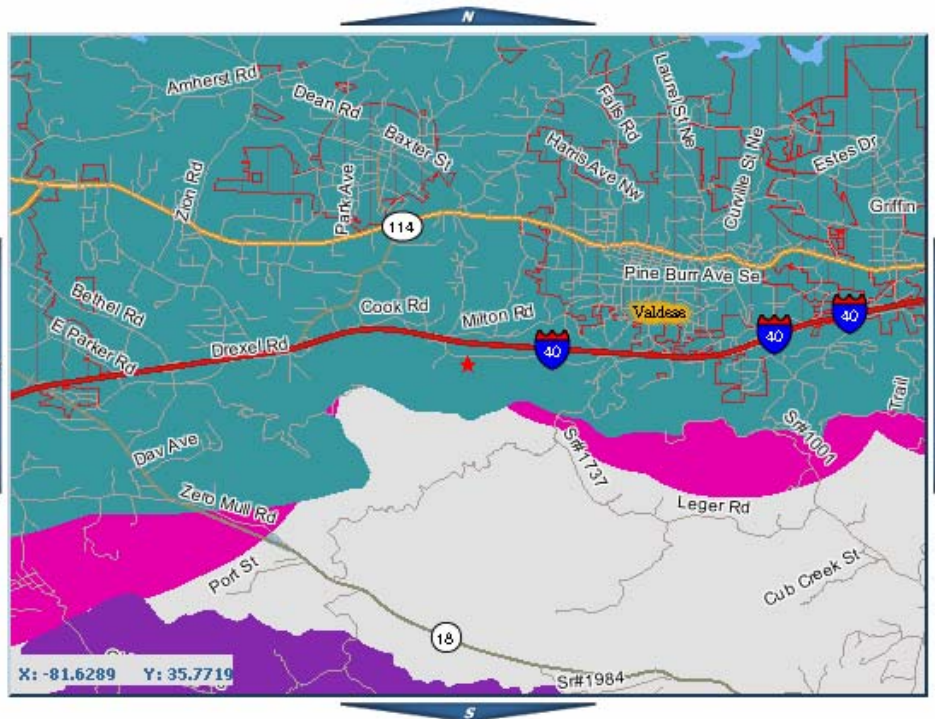 N
Amherst Rd
Dean Rd
Baxter St
Falls Rd
Laurel St Ne
Harris Ave Nw
Curville St Ne
Estes Dr
Zion Rd
Park Ave
Griffin
114
Pine Burr Ave Se
Bethel Rd
Cook Rd
Milton Rd
Valdese
40
40
40
E Parker Rd
Drexel Rd
Trail
Dav Ave
Sr#1737
Sr#1001
Zero Mull Rd
Leger Rd
Port St
Cub Creek St
18
X: -81.6289 Y: 35.7719
Sr#1984
S